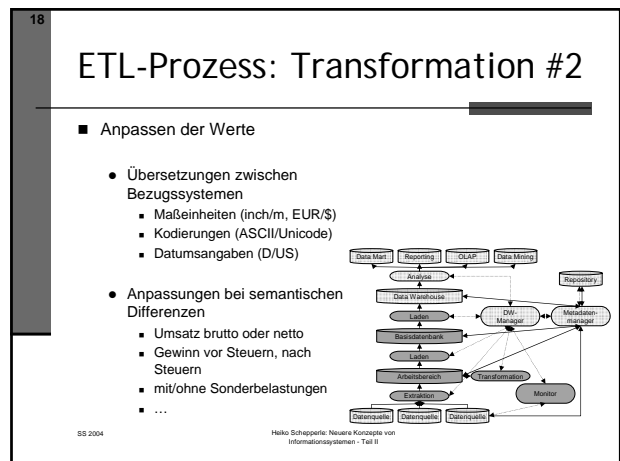 18
ETL-Prozess: Transformation #2
■ Anpassen der Werte
● Übersetzungen zwischen
Bezugssystemen
■ Maßeinheiten (inch/m, EUR/$)
■ Kodierungen (ASCII/Unicode)
■ Datumsangaben (D/US)
● Anpassungen bei semantischen
Differenzen
■ Umsatz brutto oder netto
■ Gewinn vor Steuern, nach
Steuern
■ mit/ohne Sonderbelastungen
■ …
Data Mart Reporting OLAP Data Mining
Analyse
Repository
Data Warehouse
Laden
DW-
Manager
Metadaten-
manager
Basisdatenbank
Laden
Arbeitsbereich
Transformation
Extraktion
Monitor
Datenquelle Datenquelle Datenquelle
SS 2004
Heiko Schepperle: Neuere Konzepte von
Informationssystemen - Teil II